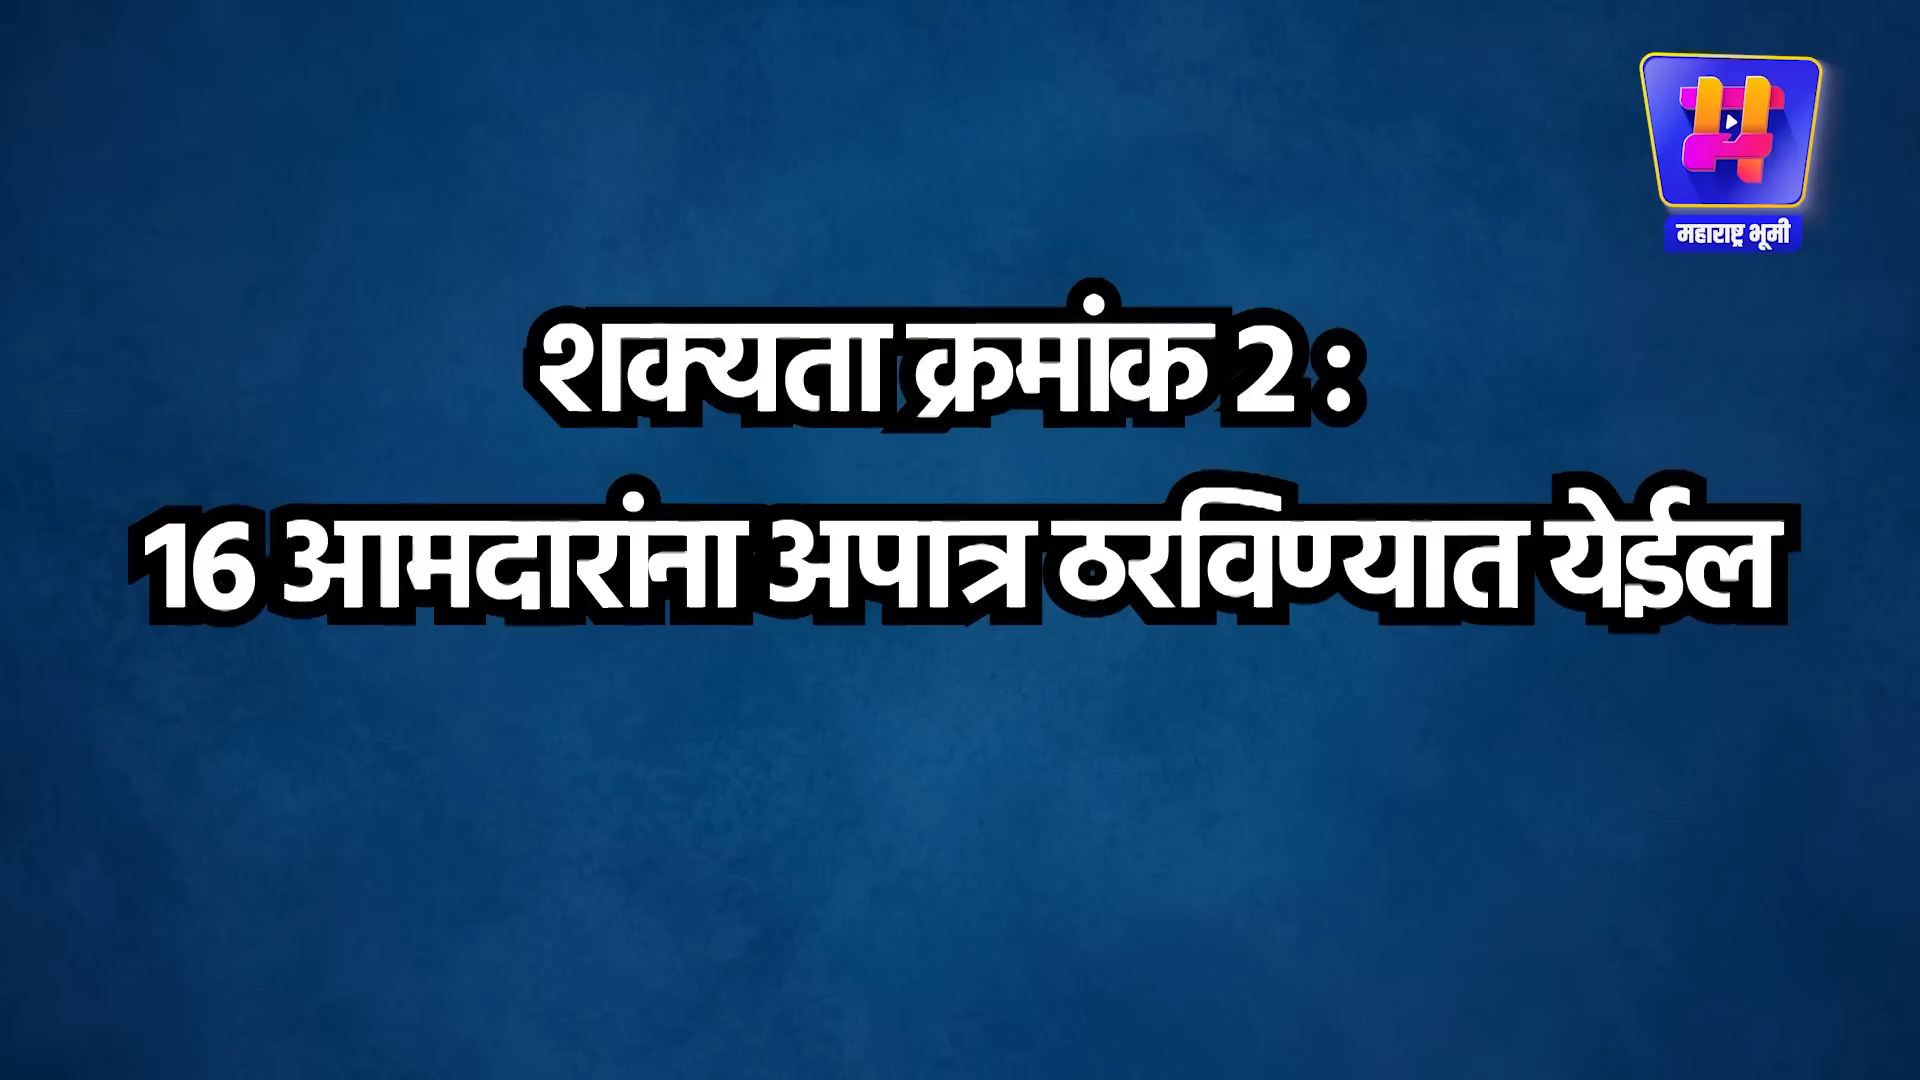 महाराष्ट्र भूमी
शक्यता क्रमांक 2 :
16 आमदारांना अपात्र ठरविण्यात येईल